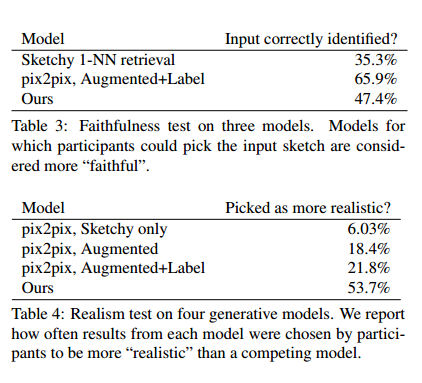 Model Input correctly identified?
Sketchy 1-NN retrieval 35.3%
pix2pix, Augmented+Label 65.9%
Ours 47.4%
Table 3: Faithfulness test on three models. Models for
which participants could pick the input sketch are consid-
ered more “faithful”.
Model Picked as more realistic?
pix2pix, Sketchy only 6.03%
pix2pix, Augmented 18.4%
pix2pix, Augmented+Label 21.8%
Ours 53.7%
Table 4: Realism test on four generative models. We report
how often results from each model were chosen by partici-
pants to be more “realistic” than a competing model.